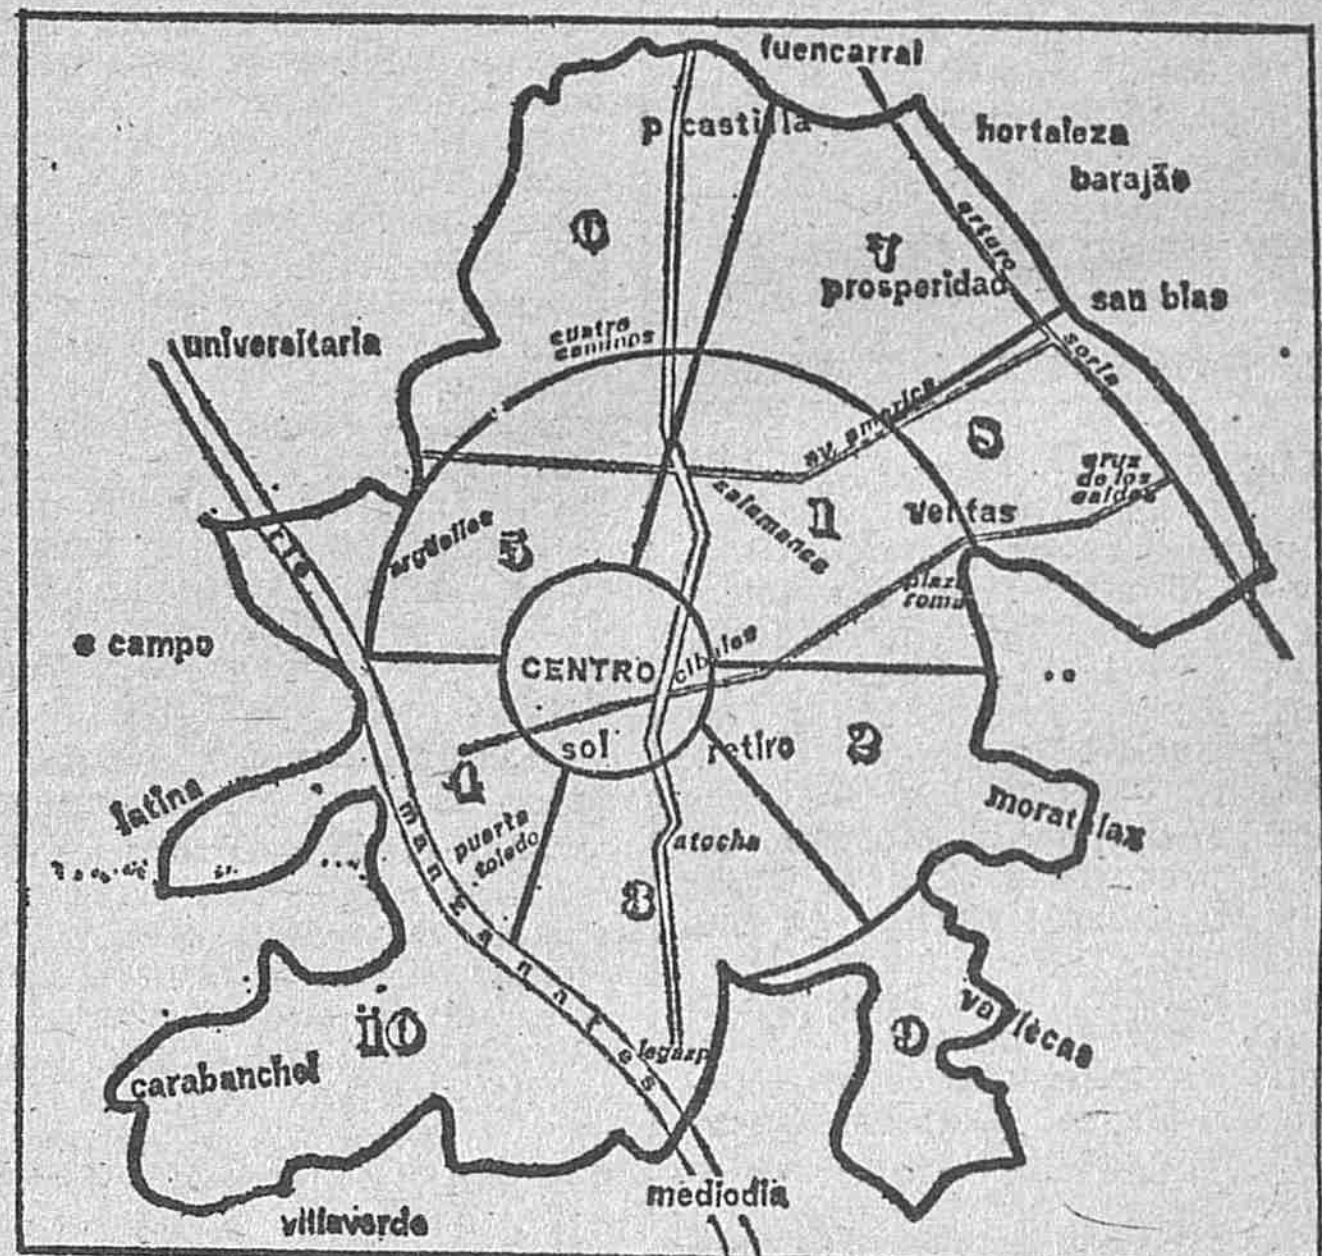 fuencarral
p castilla
hortaleza
barajas
6
7
arturo
prosperidad
san blas
universitaria
cuatro
caminos
soria
av. america
8
cruz
de los
caidos
salamanca
1
ventas
argüelles
5
rio
plaza
roma
c campo
CENTRO
cibeles
sol
retiro
2
4
latina
moratalaz
puerta
toledo
atocha
manzanares
3
vallecas
10
9
legazpi
carabanchel
mediodia
villaverde